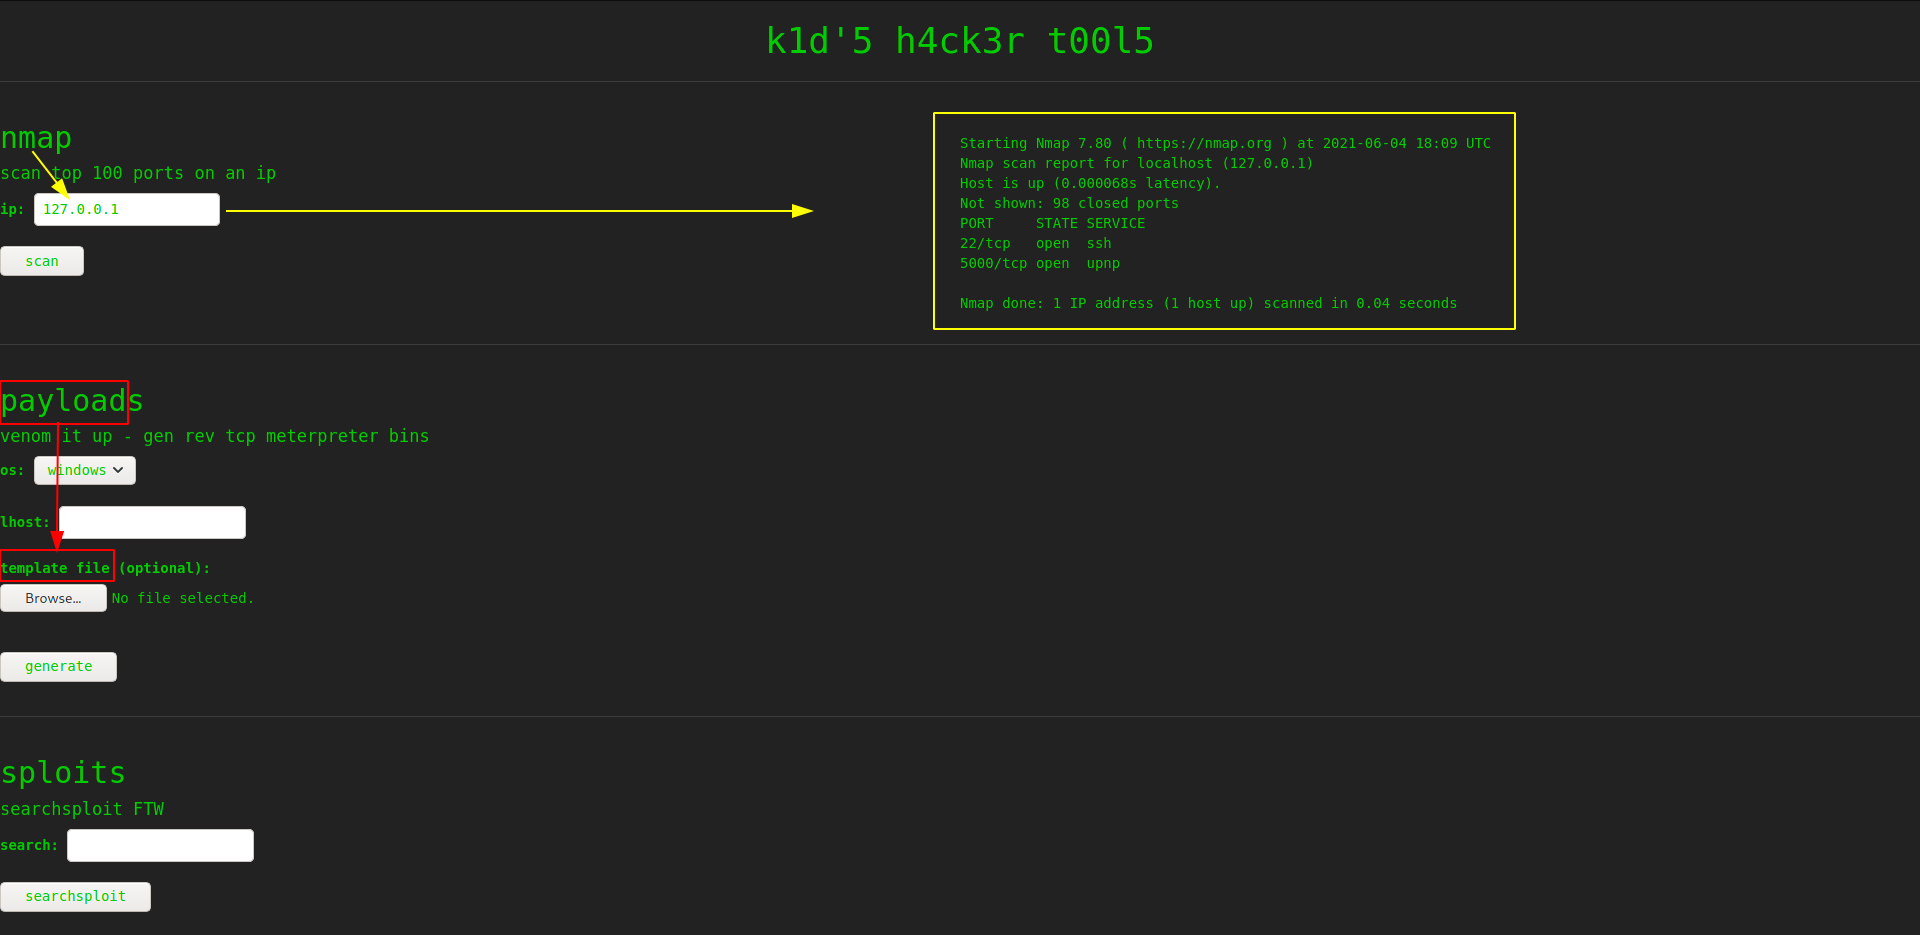 k1d'5 h4ck3r t00l5
nmap
scan top 100 ports on an ip
ip: 127.0.0.1
scan
Starting Nmap 7.80 ( https://nmap.org ) at 2021-06-04 18:09 UTC
Nmap scan report for localhost (127.0.0.1)
Host is up (0.000068s latency).
Not shown: 98 closed ports
PORT     STATE SERVICE
22/tcp   open  ssh
5000/tcp open  upnp
Nmap done: 1 IP address (1 host up) scanned in 0.04 seconds
payloads
venom it up - gen rev tcp meterpreter bins
os: windows
lhost:
template file (optional):
Browse... No file selected.
generate
sploits
searchsploit FTW
search:
searchsploit